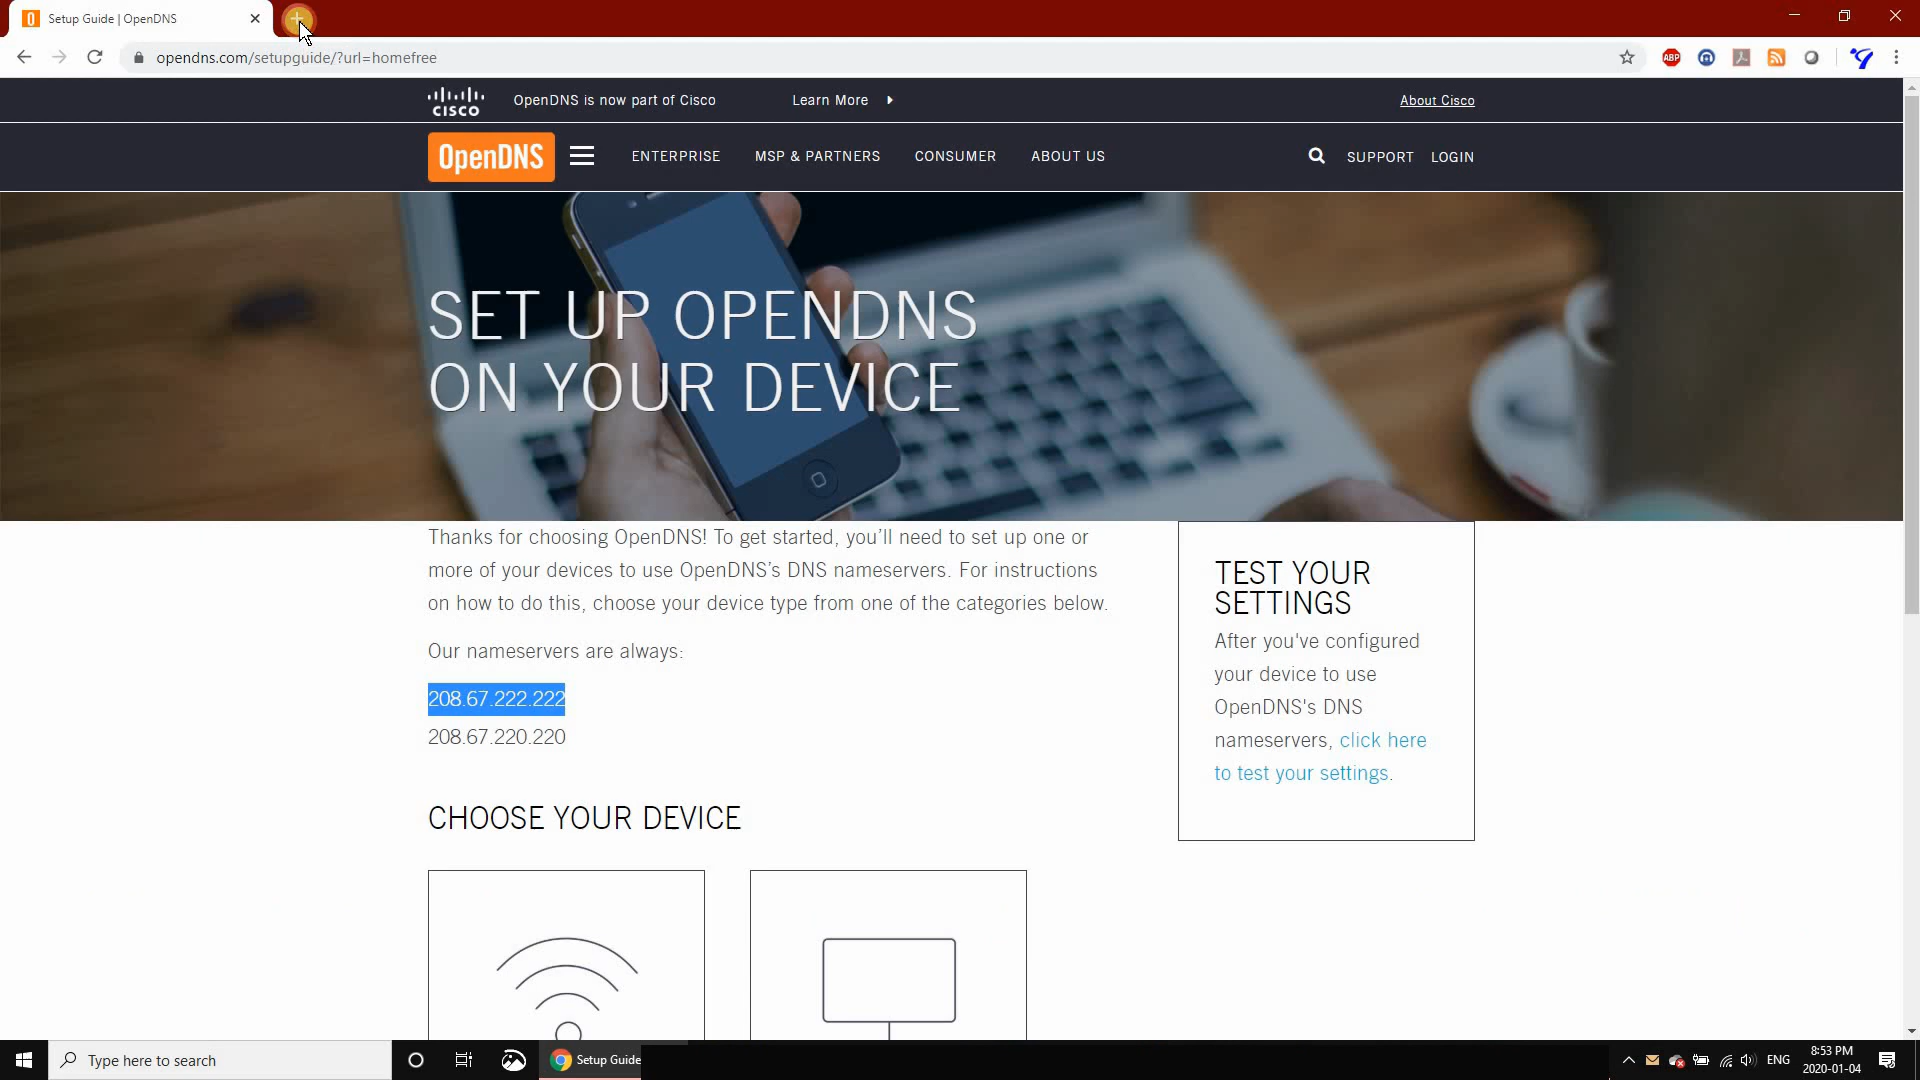 Setup Guide | OpenDNS
opendns.com/setupguide/?url=homefree
ABP
CISCO
OpenDNS is now part of Cisco
Learn More
About Cisco
OpenDNS
ENTERPRISE
MSP & PARTNERS
CONSUMER
ABOUT US
SUPPORT
LOGIN
SET UP OPENDNS
ON YOUR DEVICE
Thanks for choosing OpenDNS! To get started, you’ll need to set up one or
more of your devices to use OpenDNS’s DNS nameservers. For instructions
on how to do this, choose your device type from one of the categories below.
Our nameservers are always:
208.67.222.222
208.67.220.220
CHOOSE YOUR DEVICE
TEST YOUR
SETTINGS
After you've configured
your device to use
OpenDNS's DNS
nameservers, click here
to test your settings.
Type here to search
Setup Guide
ENG
8:53 PM
2020-01-04